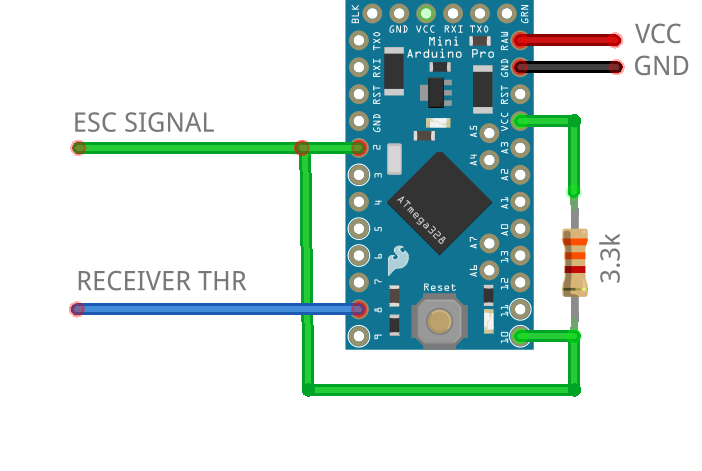 BLK GND VCC RXI TXO GRN
Mini
Arduino Pro
TXO
RXI
RST
GND
2
3
4
5
6
7
8
9
RAW
GND
RST
VCC
A3
A2
A1
A0
13
12
11
10
A5
A4
A7
A6
ATmega328
Reset
VCC
GND
ESC SIGNAL
RECEIVER THR
3.3k